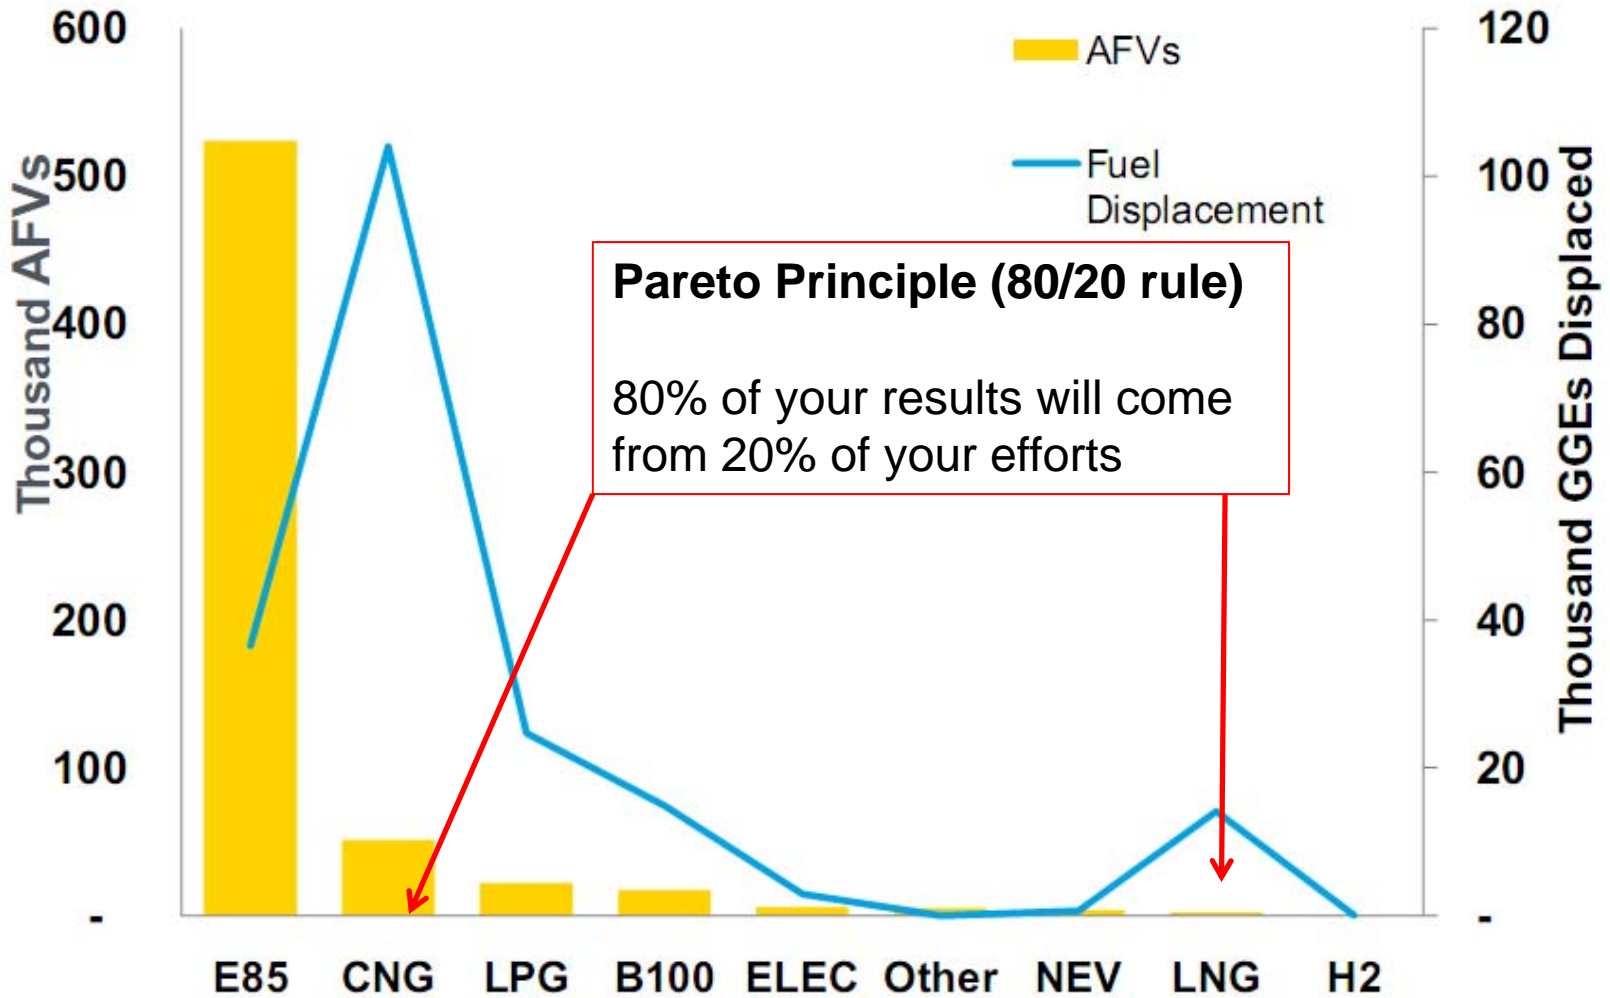 600
500
400
300
200
100
-
Thousand AFVs
AFVs
Fuel
Displacement
Pareto Principle (80/20 rule)
80% of your results will come
from 20% of your efforts
120
100
80
60
40
20
-
Thousand GGEs Displaced
E85 CNG LPG B100 ELEC Other NEV LNG H2